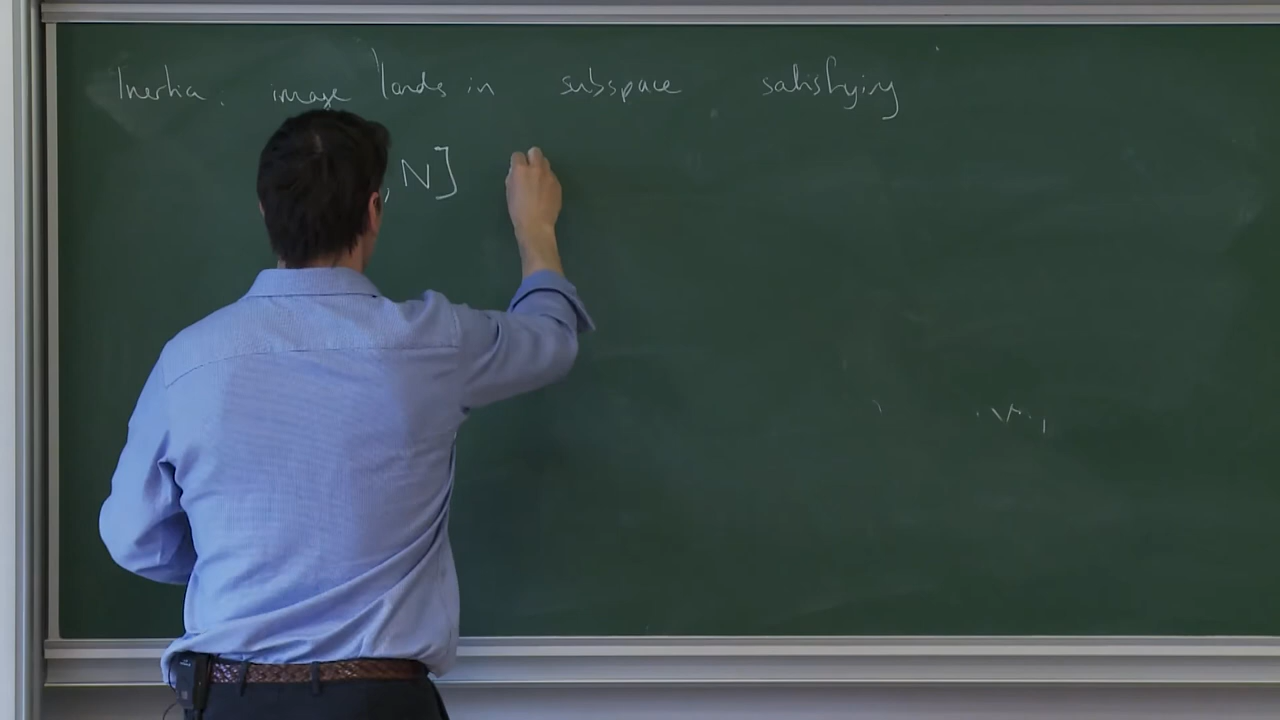 Inertia. image lands in subspace satisfying
, N]